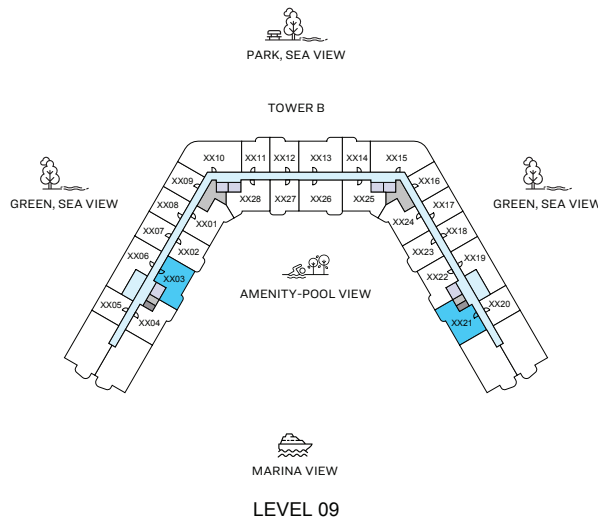 PARK, SEA VIEW
TOWER B
XX10 XX11 XX12 XX13 XX14 XX15
XX09 XX16
GREEN, SEA VIEW
GREEN, SEA VIEW
XX08 XX28 XX27 XX26 XX25 XX17
XX01 XX24
XX07 XX18
XX02 XX23
XX06 XX19
XX03 XX22
AMENITY-POOL VIEW
XX05 XX20
XX04 XX21
MARINA VIEW
LEVEL 09